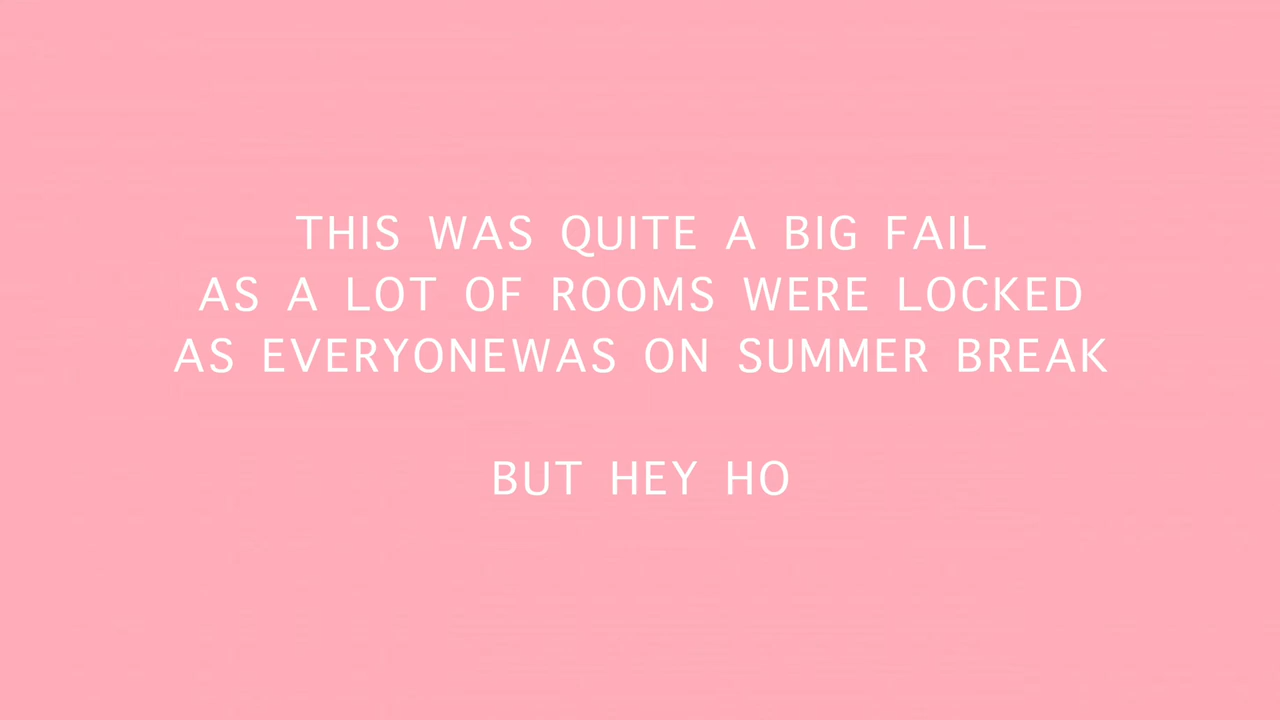 THIS WAS QUITE A BIG FAIL
AS A LOT OF ROOMS WERE LOCKED
AS EVERYONEWAS ON SUMMER BREAK
BUT HEY HO